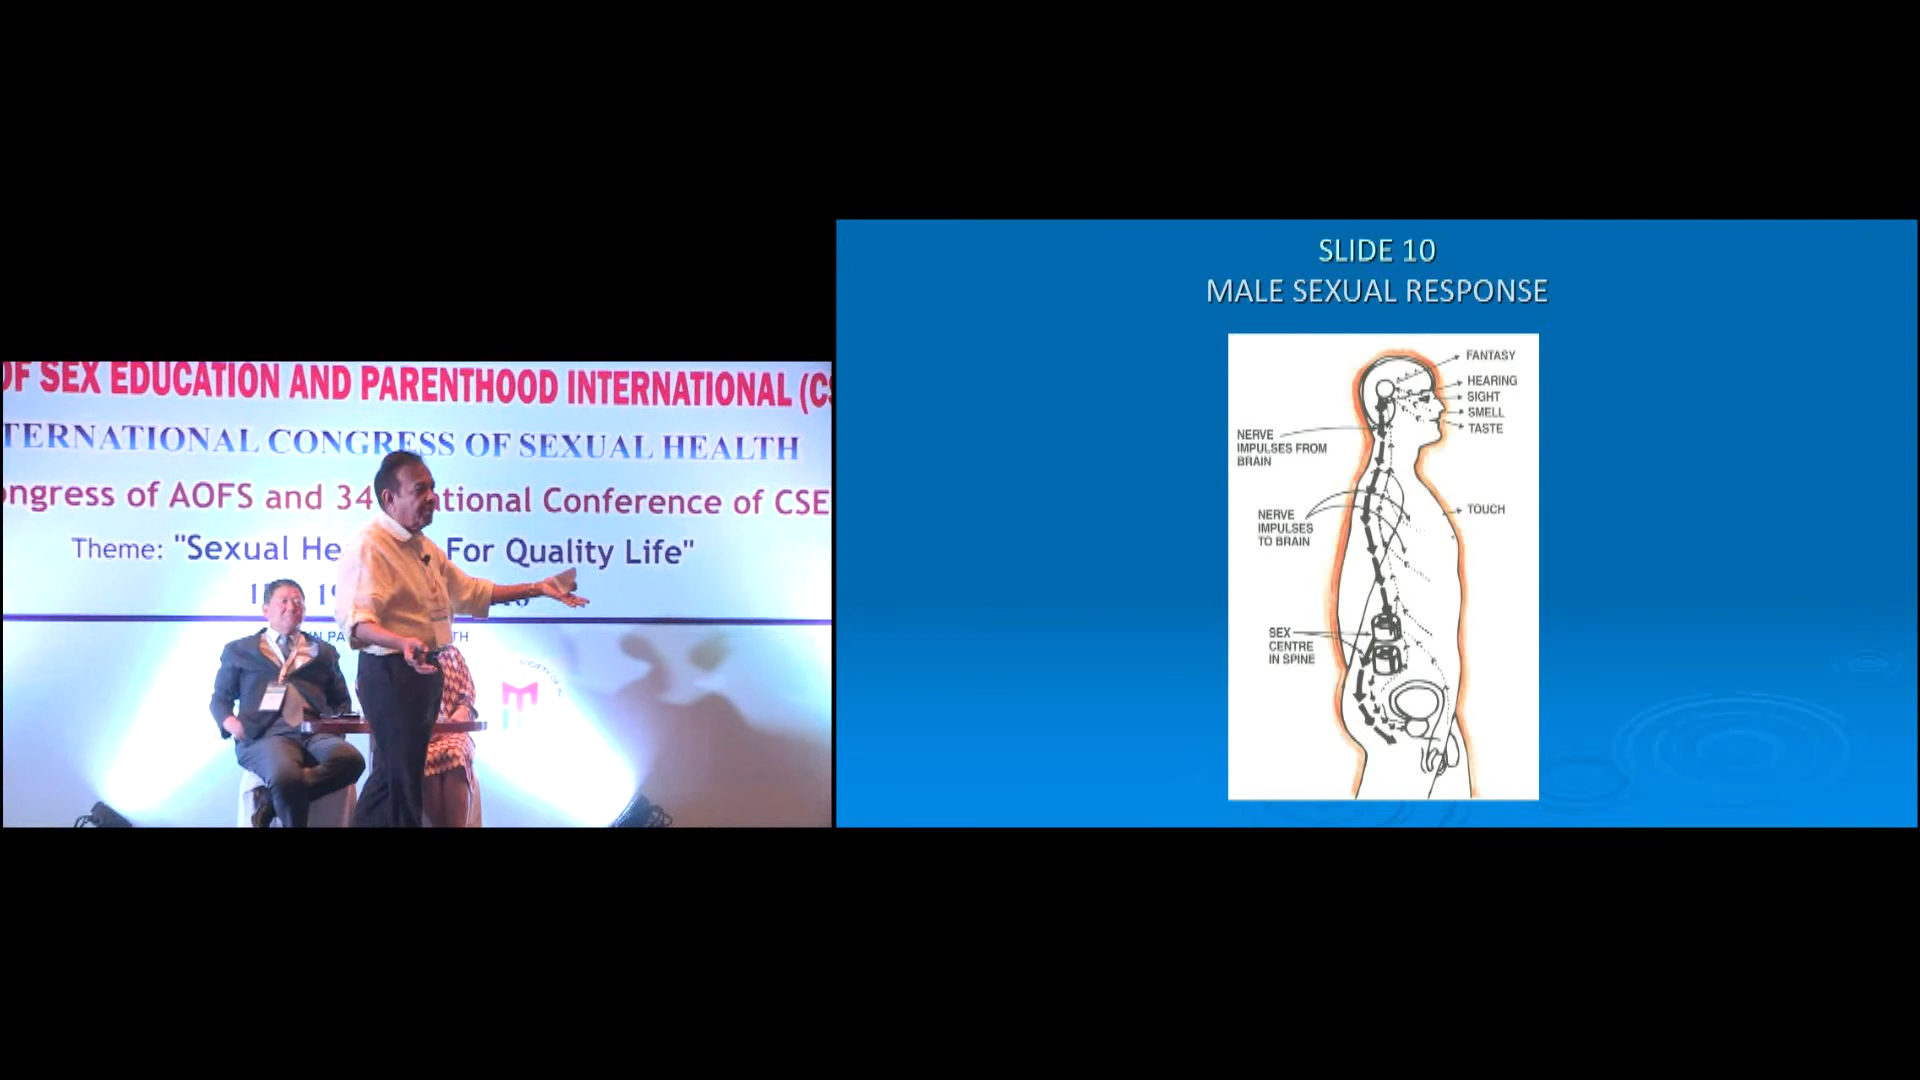 OF SEX EDUCATION AND PARENTHOOD INTERNATIONAL (CS
TERNATIONAL CONGRESS OF SEXUAL HEALTH
ongress of AOFS and 34 ational Conference of CSE
Theme: "Sexual He For Quality Life"
SLIDE 10
MALE SEXUAL RESPONSE
FANTASY
HEARING
SIGHT
SMELL
TASTE
NERVE
IMPULSES FROM
BRAIN
TOUCH
NERVE
IMPULSES
TO BRAIN
SEX
CENTRE
IN SPINE